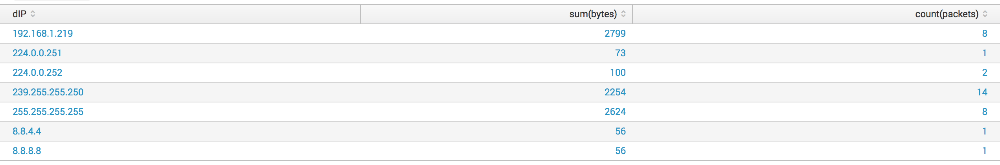 dIP sum(bytes) count(packets)
192.168.1.219 2799 8
224.0.0.251 73 1
224.0.0.252 100 2
239.255.255.250 2254 14
255.255.255.255 2624 8
8.8.4.4 56 1
8.8.8.8 56 1